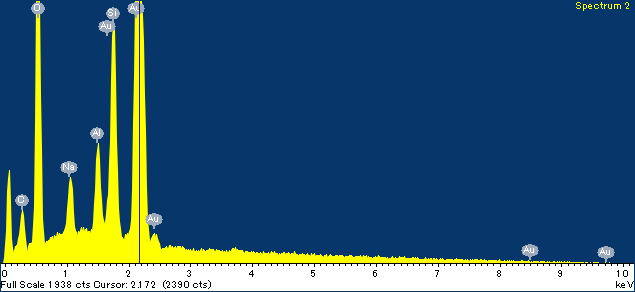 Spectrum 2
O Si Au
Au
Al
Na
C
Au
Au Au
0 1 2 3 4 5 6 7 8 9 10
Full Scale 1938 cts Cursor: 2.172 (2390 cts) keV